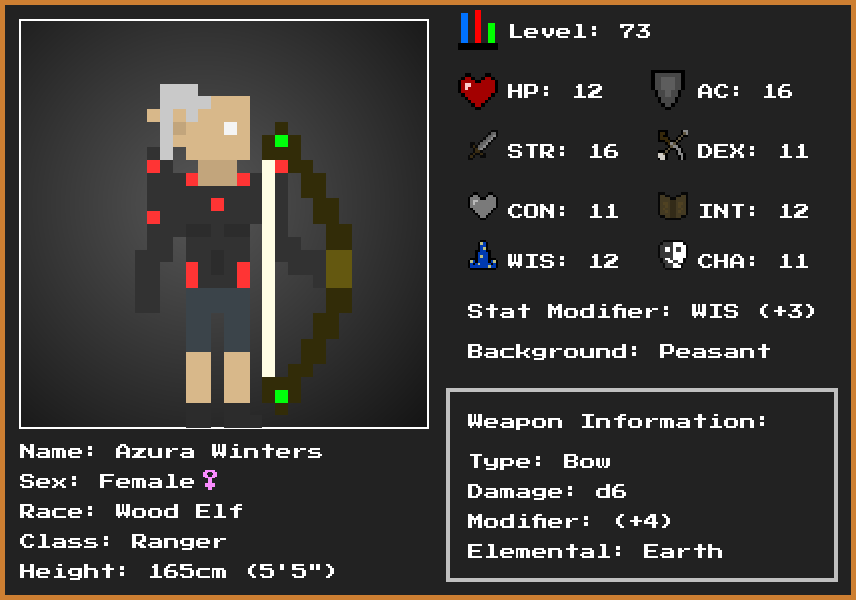 Level: 73
HP: 12 AC: 16
STR: 16 DEX: 11
CON: 11 INT: 12
WIS: 12 CHA: 11
Stat Modifier: WIS (+3)
Background: Peasant
Weapon Information:
Type: Bow
Damage: d6
Modifier: (+4)
Elemental: Earth
Name: Azura Winters
Sex: Female♀
Race: Wood Elf
Class: Ranger
Height: 165cm (5'5")